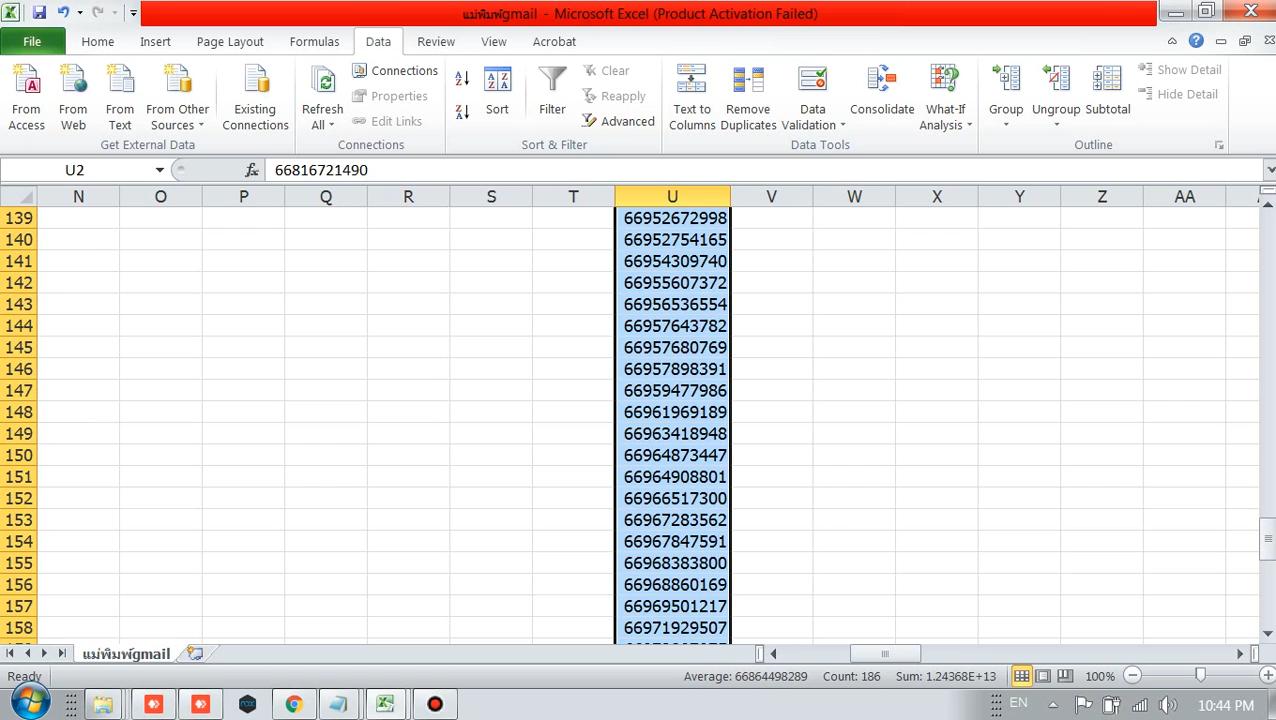 แม่พิมพ์gmail - Microsoft Excel (Product Activation Failed)
File Home Insert Page Layout Formulas Data Review View Acrobat
From Access
From Web
From Text
From Other Sources
Existing Connections
Refresh All
Connections
Properties
Edit Links
Sort
Filter
Clear
Reapply
Advanced
Text to Columns
Remove Duplicates
Data Validation
Consolidate
What-If Analysis
Group
Ungroup
Subtotal
Show Detail
Hide Detail
Get External Data Connections Sort & Filter Data Tools Outline
U2 fx 66816721490
N O P Q R S T U V W X Y Z AA
139 66952672998
140 66952754165
141 66954309740
142 66955607372
143 66956536554
144 66957643782
145 66957680769
146 66957898391
147 66959477986
148 66961969189
149 66963418948
150 66964873447
151 66964908801
152 66966517300
153 66967283562
154 66967847591
155 66968383800
156 66968860169
157 66969501217
158 66971929507
แม่พิมพ์gmail
Ready Average: 66864498289 Count: 186 Sum: 1.24368E+13 100%
EN 10:44 PM